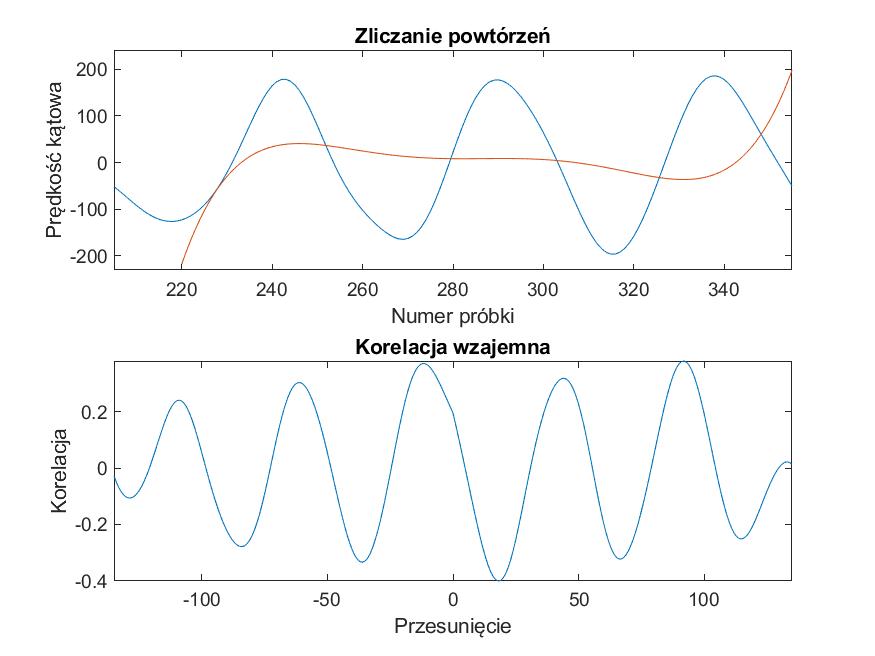 Zliczanie powtórzeń
Prędkość kątowa
200
100
0
-100
-200
220 240 260 280 300 320 340
Numer próbki
Korelacja wzajemna
Korelacja
0.2
0
-0.2
-0.4
-100 -50 0 50 100
Przesunięcie